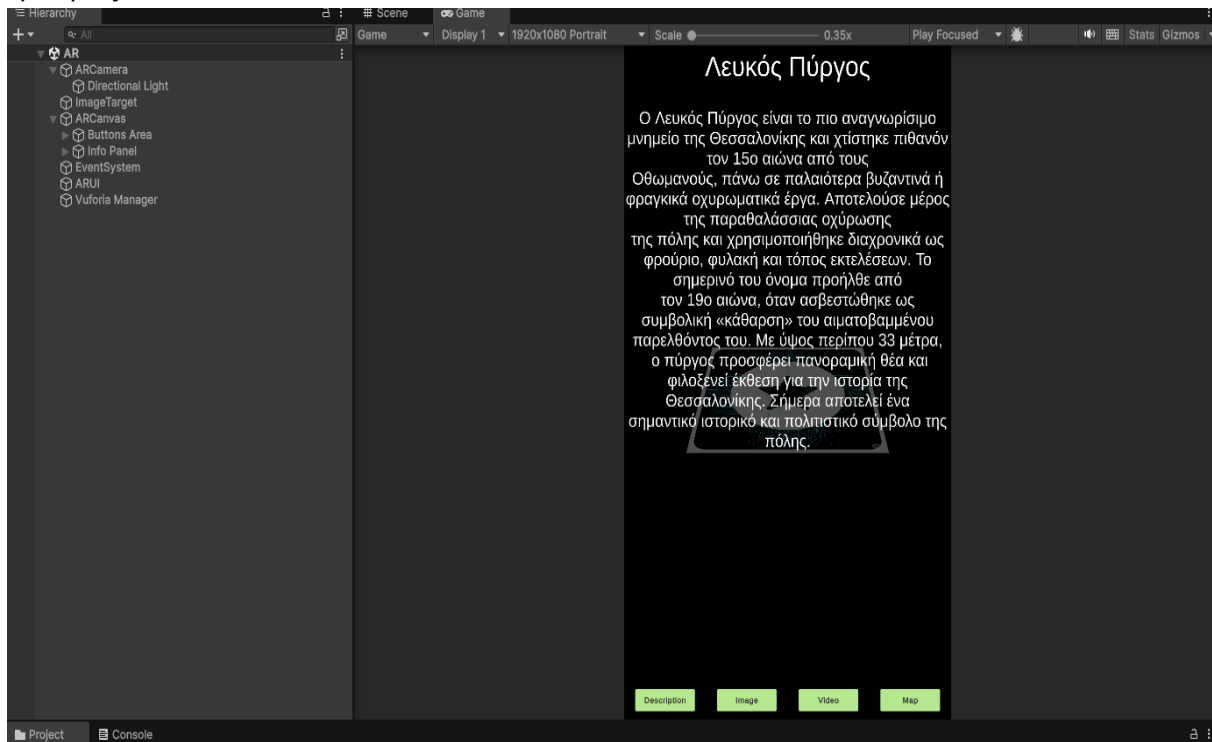 Hierarchy
# Scene
Game
All
Game
Display 1
1920x1080 Portrait
Scale
0.35x
Play Focused
Stats
Gizmos
AR
ARCamera
Directional Light
ImageTarget
ARCanvas
Buttons Area
Info Panel
EventSystem
ARUI
Vuforia Manager
Λευκός Πύργος
Ο Λευκός Πύργος είναι το πιο αναγνωρίσιμο
μνημείο της Θεσσαλονίκης και χτίστηκε πιθανόν
τον 15ο αιώνα από τους
Οθωμανούς, πάνω σε παλαιότερα βυζαντινά ή
φραγκικά οχυρωματικά έργα. Αποτελούσε μέρος
της παραθαλάσσιας οχύρωσης
της πόλης και χρησιμοποιήθηκε διαχρονικά ως
φρούριο, φυλακή και τόπος εκτελέσεων. Το
σημερινό του όνομα προήλθε από
τον 19ο αιώνα, όταν ασβεστώθηκε ως
συμβολική «κάθαρση» του αιματοβαμμένου
παρελθόντος του. Με ύψος περίπου 33 μέτρα,
ο πύργος προσφέρει πανοραμική θέα και
φιλοξενεί έκθεση για την ιστορία της
Θεσσαλονίκης. Σήμερα αποτελεί ένα
σημαντικό ιστορικό και πολιτιστικό σύμβολο της
πόλης.
Description
Image
Video
Map
Project
Console